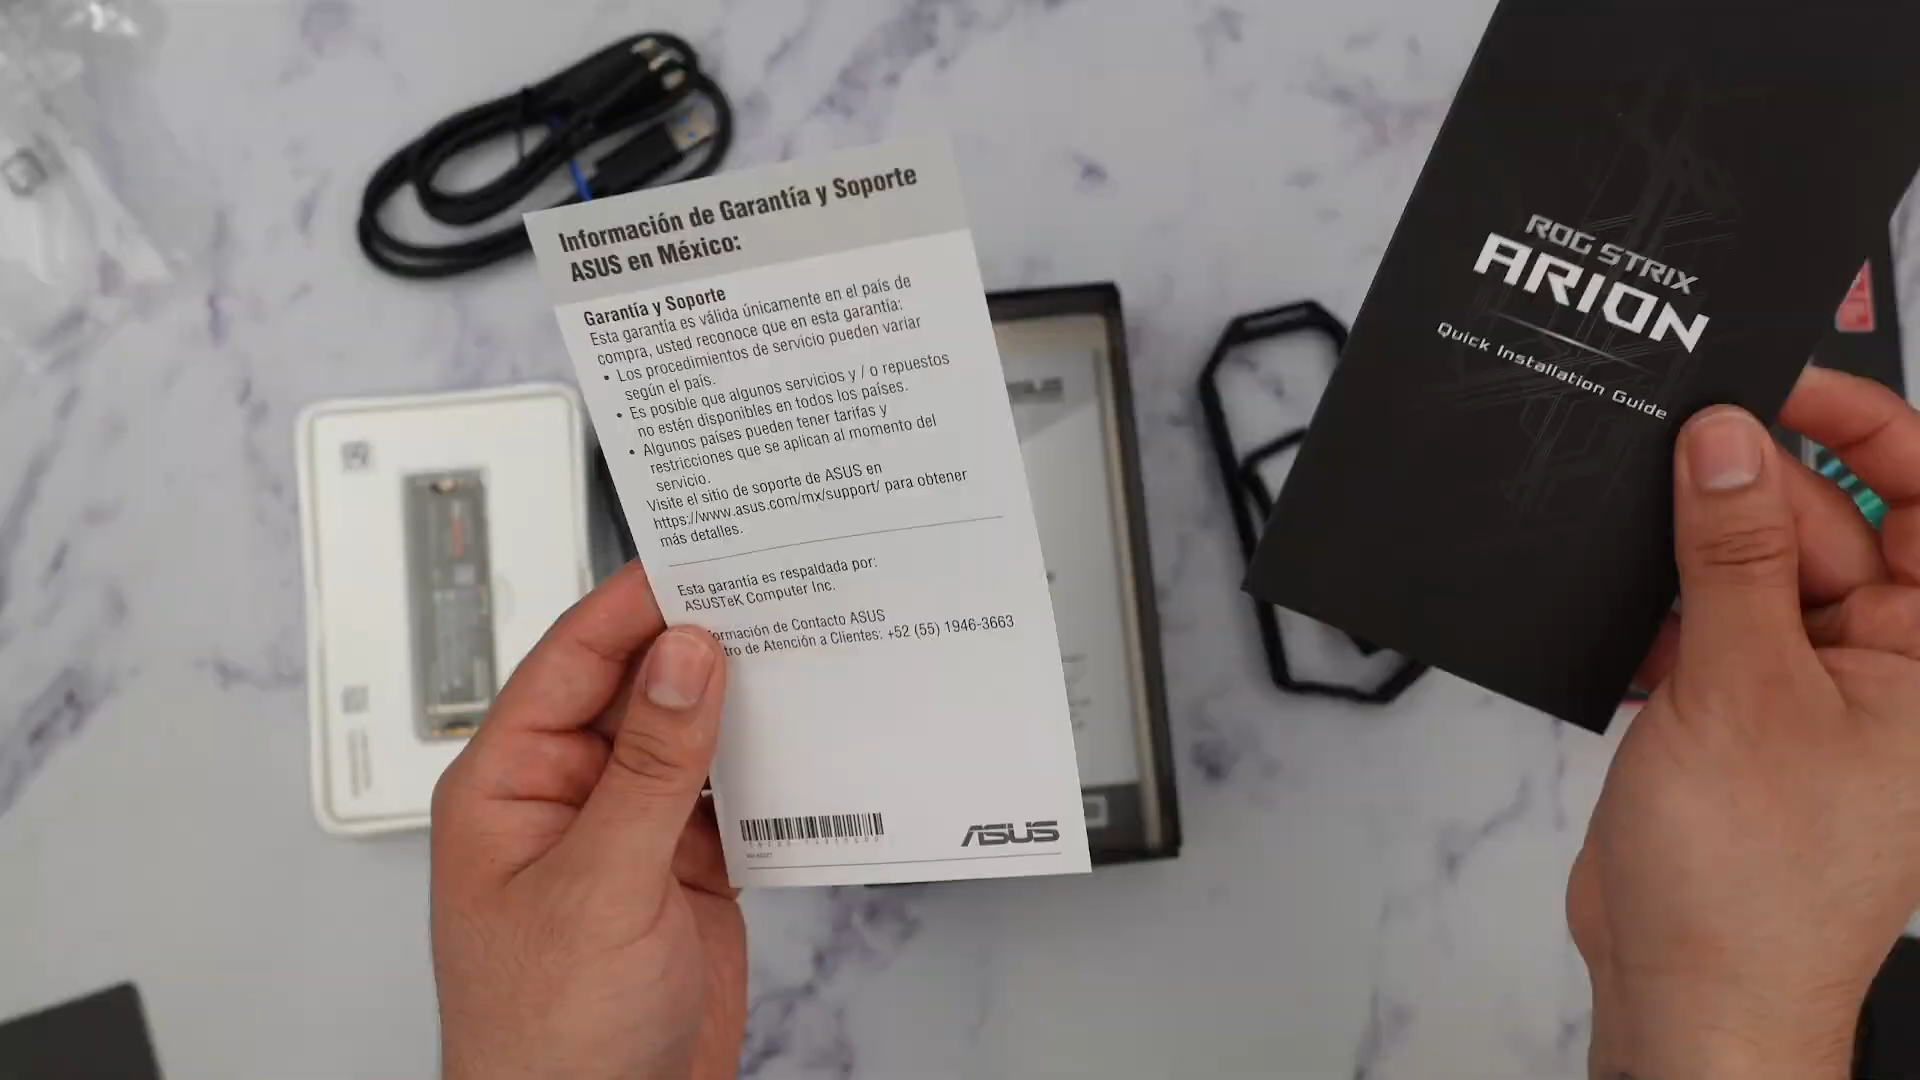 Información de Garantía y Soporte
ASUS en México:
Garantía y Soporte
Esta garantía es válida únicamente en el país de
compra, usted reconoce que en esta garantía:
• Los procedimientos de servicio pueden variar
según el país.
• Es posible que algunos servicios y / o repuestos
no estén disponibles en todos los países.
• Algunos países pueden tener tarifas y
restricciones que se aplican al momento del
servicio.
Visite el sitio de soporte de ASUS en
https://www.asus.com/mx/support/ para obtener
más detalles.
Esta garantía es respaldada por:
ASUSTeK Computer Inc.
de Contacto ASUS
de Atención a Clientes: +52 (55) 1946-3663
ASUS
ROG STRIX
ARION
Quick Installation Guide